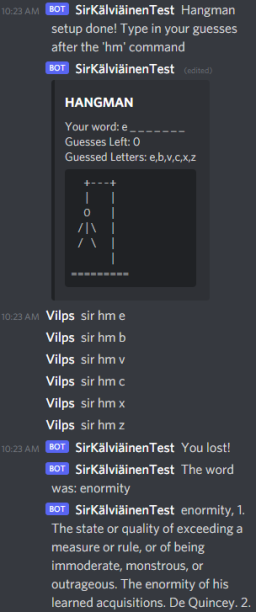 10:23 AM BOT SirKälviäinenTest Hangman
setup done! Type in your guesses
after the 'hm' command
BOT SirKälviäinenTest (edited)
HANGMAN
Your word: e _ _ _ _ _ _ _
Guesses Left: 0
Guessed Letters: e,b,v,c,x,z
+---+
|   |
O   |
/|\  |
/ \  |
|
=========
10:23 AM Vilps sir hm e
Vilps sir hm b
Vilps sir hm v
Vilps sir hm c
Vilps sir hm x
Vilps sir hm z
10:23 AM BOT SirKälviäinenTest You lost!
BOT SirKälviäinenTest The word
was: enormity
BOT SirKälviäinenTest enormity, 1.
The state or quality of exceeding a
measure or rule, or of being
immoderate, monstrous, or
outrageous. The enormity of his
learned acquisitions. De Quincey. 2.